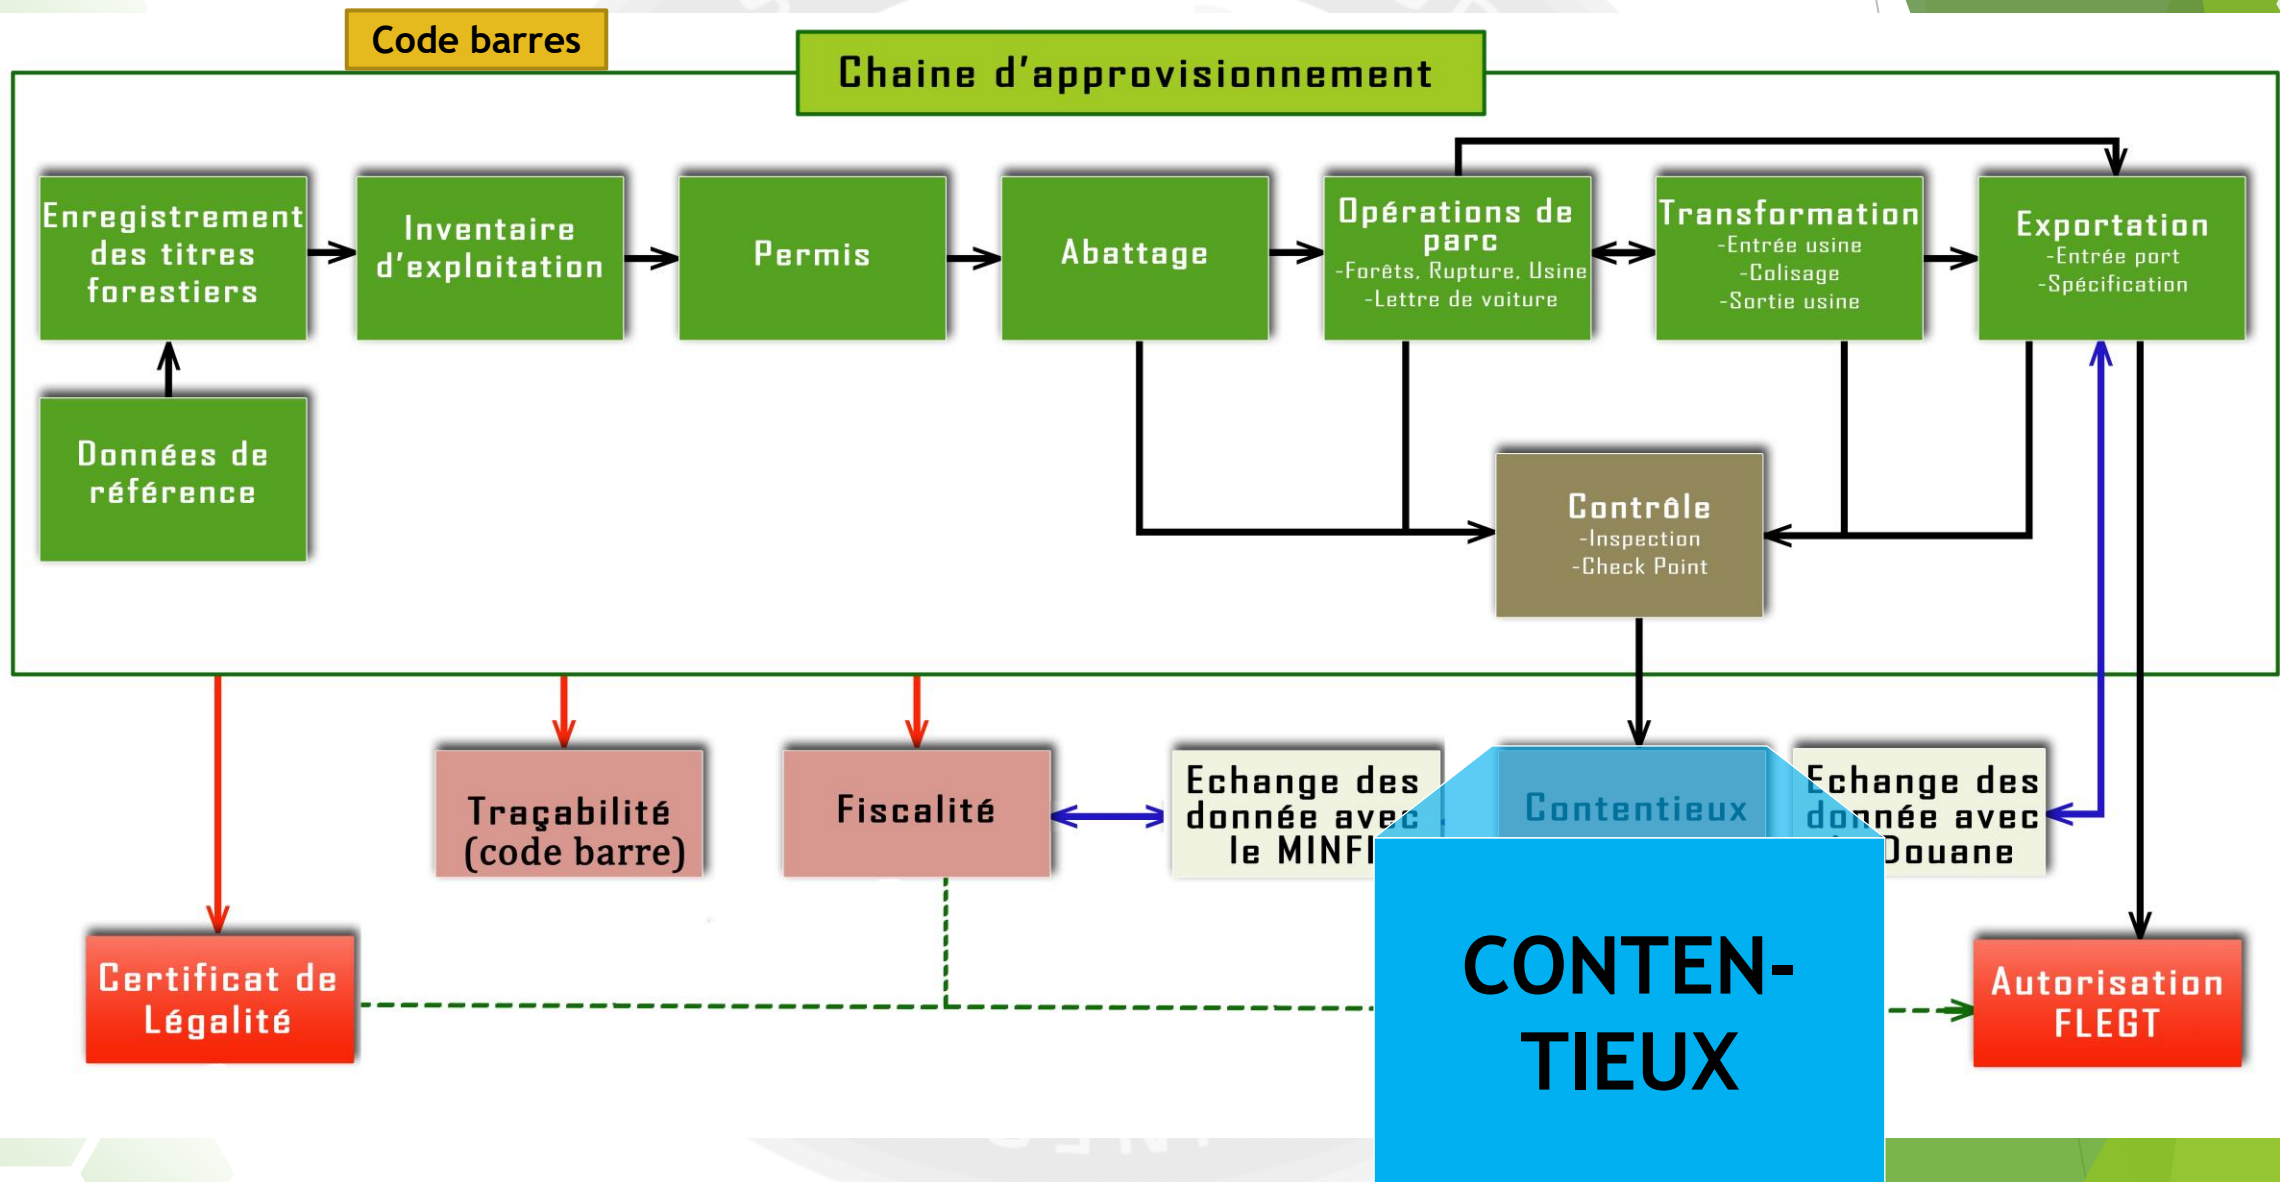 Code barres
Chaine d'approvisionnement
Enregistrement
des titres
forestiers
Inventaire
d'exploitation
Permis
Abattage
Opérations de
parc
-Forêts, Rupture, Usine
-Lettre de voiture
Transformation
-Entrée usine
-Colisage
-Sortie usine
Exportation
-Entrée port
-Spécification
Données de
référence
Contrôle
-Inspection
-Check Point
Traçabilité
(code barre)
Fiscalité
Echange des
donnée avec
le
Contentieux
Echange des
donnée avec
Douane
Certificat de
Légalité
CONTEN-
TIEUX
Autorisation
FLEGT